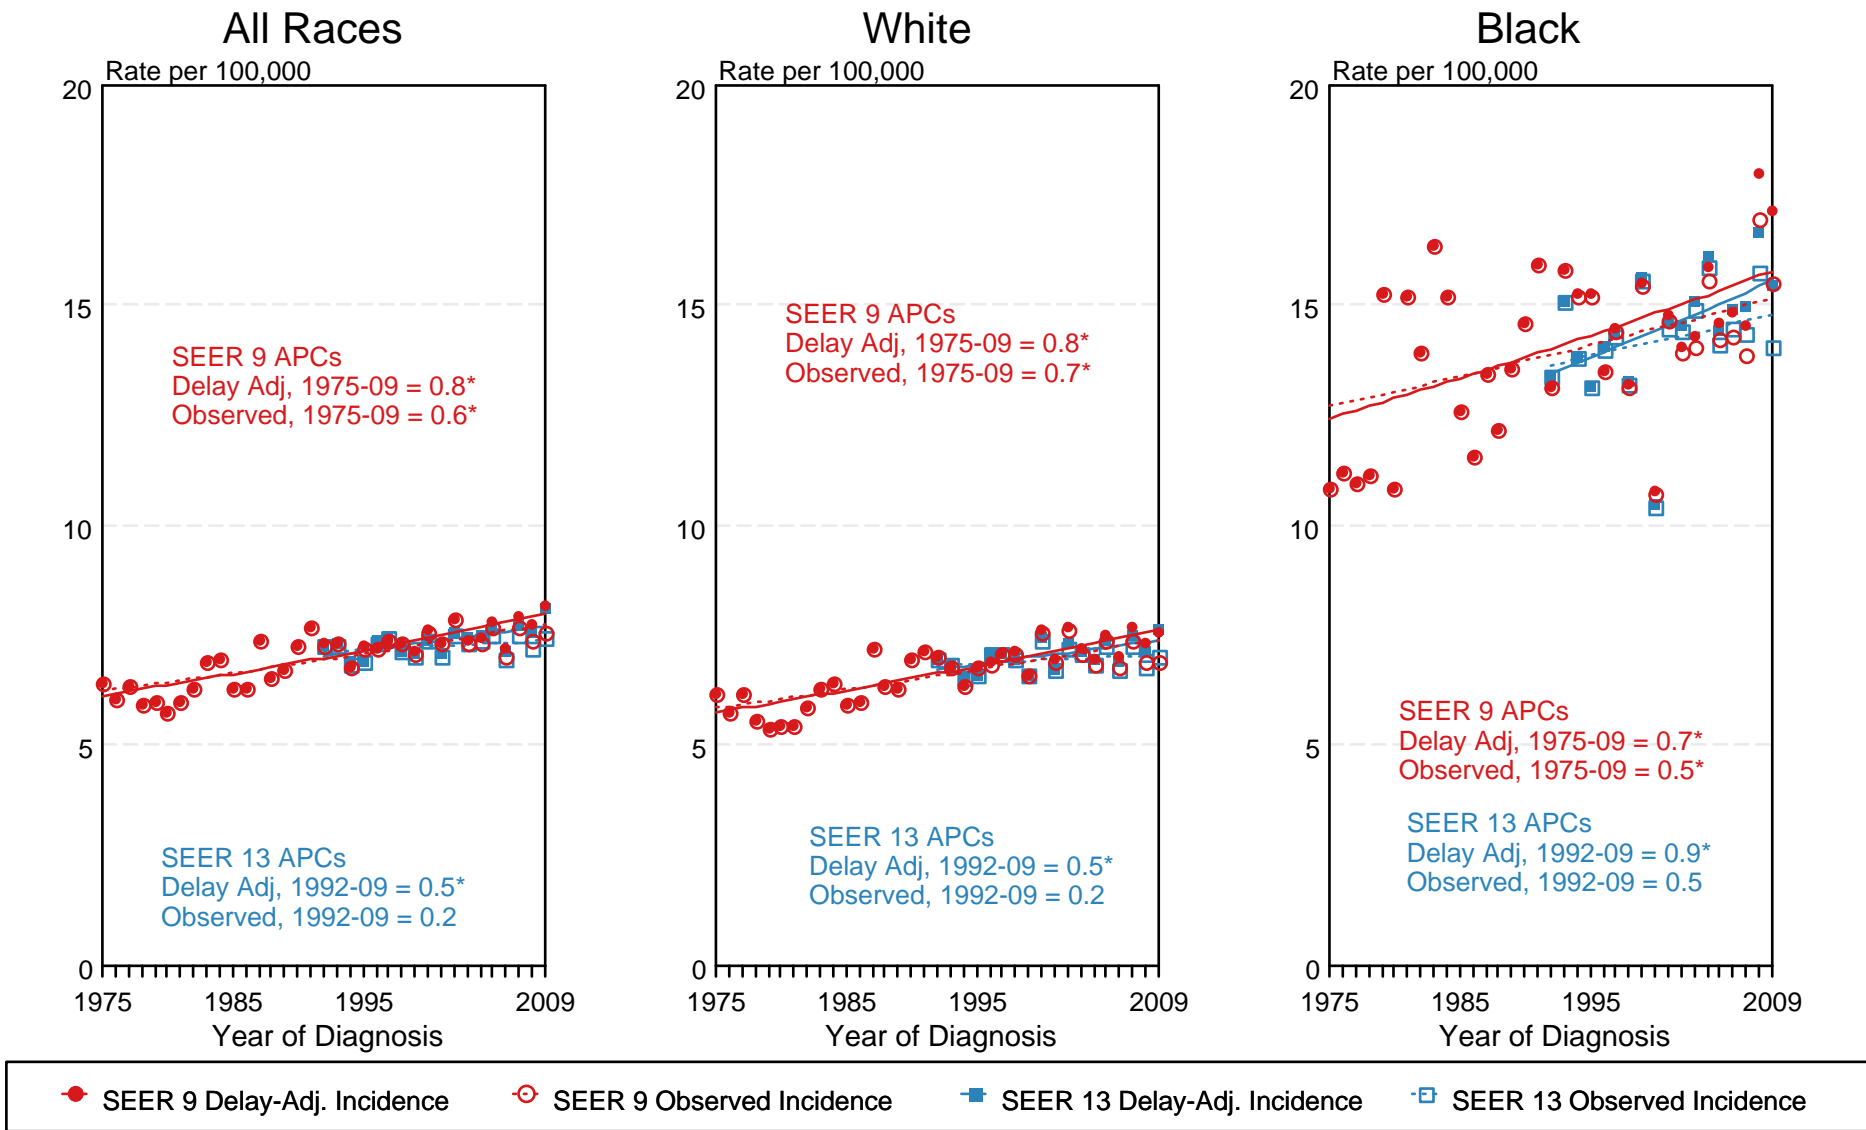 All Races
Rate per 100,000
20
15
10
5
0
SEER 9 APCs
Delay Adj, 1975-09 = 0.8*
Observed, 1975-09 = 0.6*
SEER 13 APCs
Delay Adj, 1992-09 = 0.5*
Observed, 1992-09 = 0.2
1975 1985 1995 2009
Year of Diagnosis
White
Rate per 100,000
20
15
10
5
0
SEER 9 APCs
Delay Adj, 1975-09 = 0.8*
Observed, 1975-09 = 0.7*
SEER 13 APCs
Delay Adj, 1992-09 = 0.5*
Observed, 1992-09 = 0.2
1975 1985 1995 2009
Year of Diagnosis
Black
Rate per 100,000
20
15
10
5
0
SEER 9 APCs
Delay Adj, 1975-09 = 0.7*
Observed, 1975-09 = 0.5*
SEER 13 APCs
Delay Adj, 1992-09 = 0.9*
Observed, 1992-09 = 0.5
1975 1985 1995 2009
Year of Diagnosis
SEER 9 Delay-Adj. Incidence SEER 9 Observed Incidence SEER 13 Delay-Adj. Incidence SEER 13 Observed Incidence